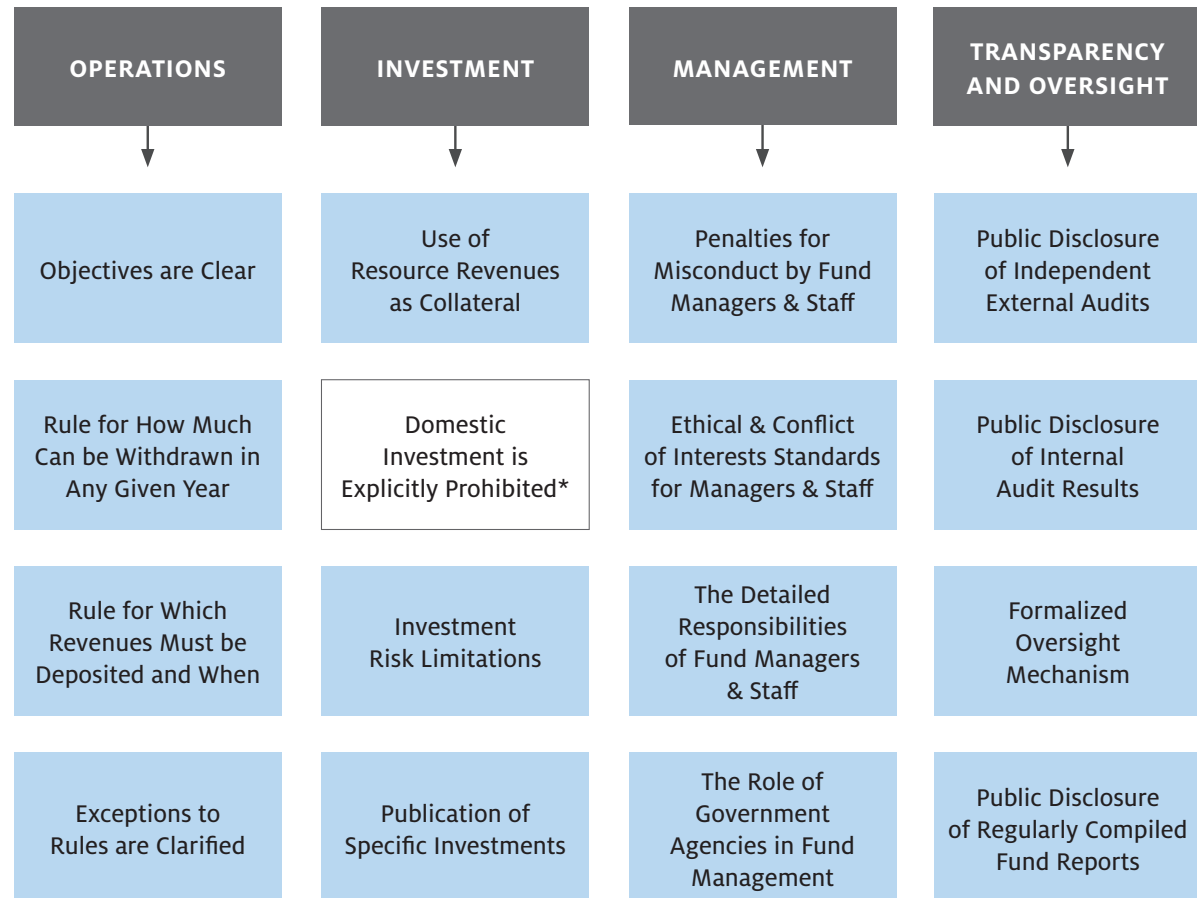 OPERATIONS
Objectives are Clear
Rule for How Much
Can be Withdrawn in
Any Given Year
Rule for Which
Revenues Must be
Deposited and When
Exceptions to
Rules are Clarified
INVESTMENT
Use of
Resource Revenues
as Collateral
Domestic
Investment is
Explicitly Prohibited*
Investment
Risk Limitations
Publication of
Specific Investments
MANAGEMENT
Penalties for
Misconduct by Fund
Managers & Staff
Ethical & Conflict
of Interests Standards
for Managers & Staff
The Detailed
Responsibilities
of Fund Managers
& Staff
The Role of
Government
Agencies in Fund
Management
TRANSPARENCY
AND OVERSIGHT
Public Disclosure
of Independent
External Audits
Public Disclosure
of Internal
Audit Results
Formalized
Oversight
Mechanism
Public Disclosure
of Regularly Compiled
Fund Reports